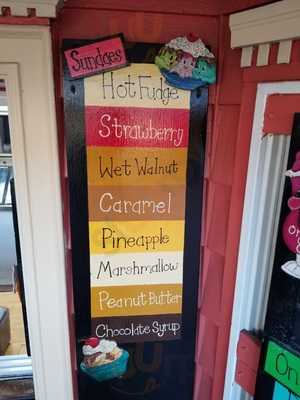 Sundaes
Hot Fudge
Strawberry
Wet Walnut
Caramel
Pineapple
Marshmallow
Peanut Butter
Chocolate Syrup